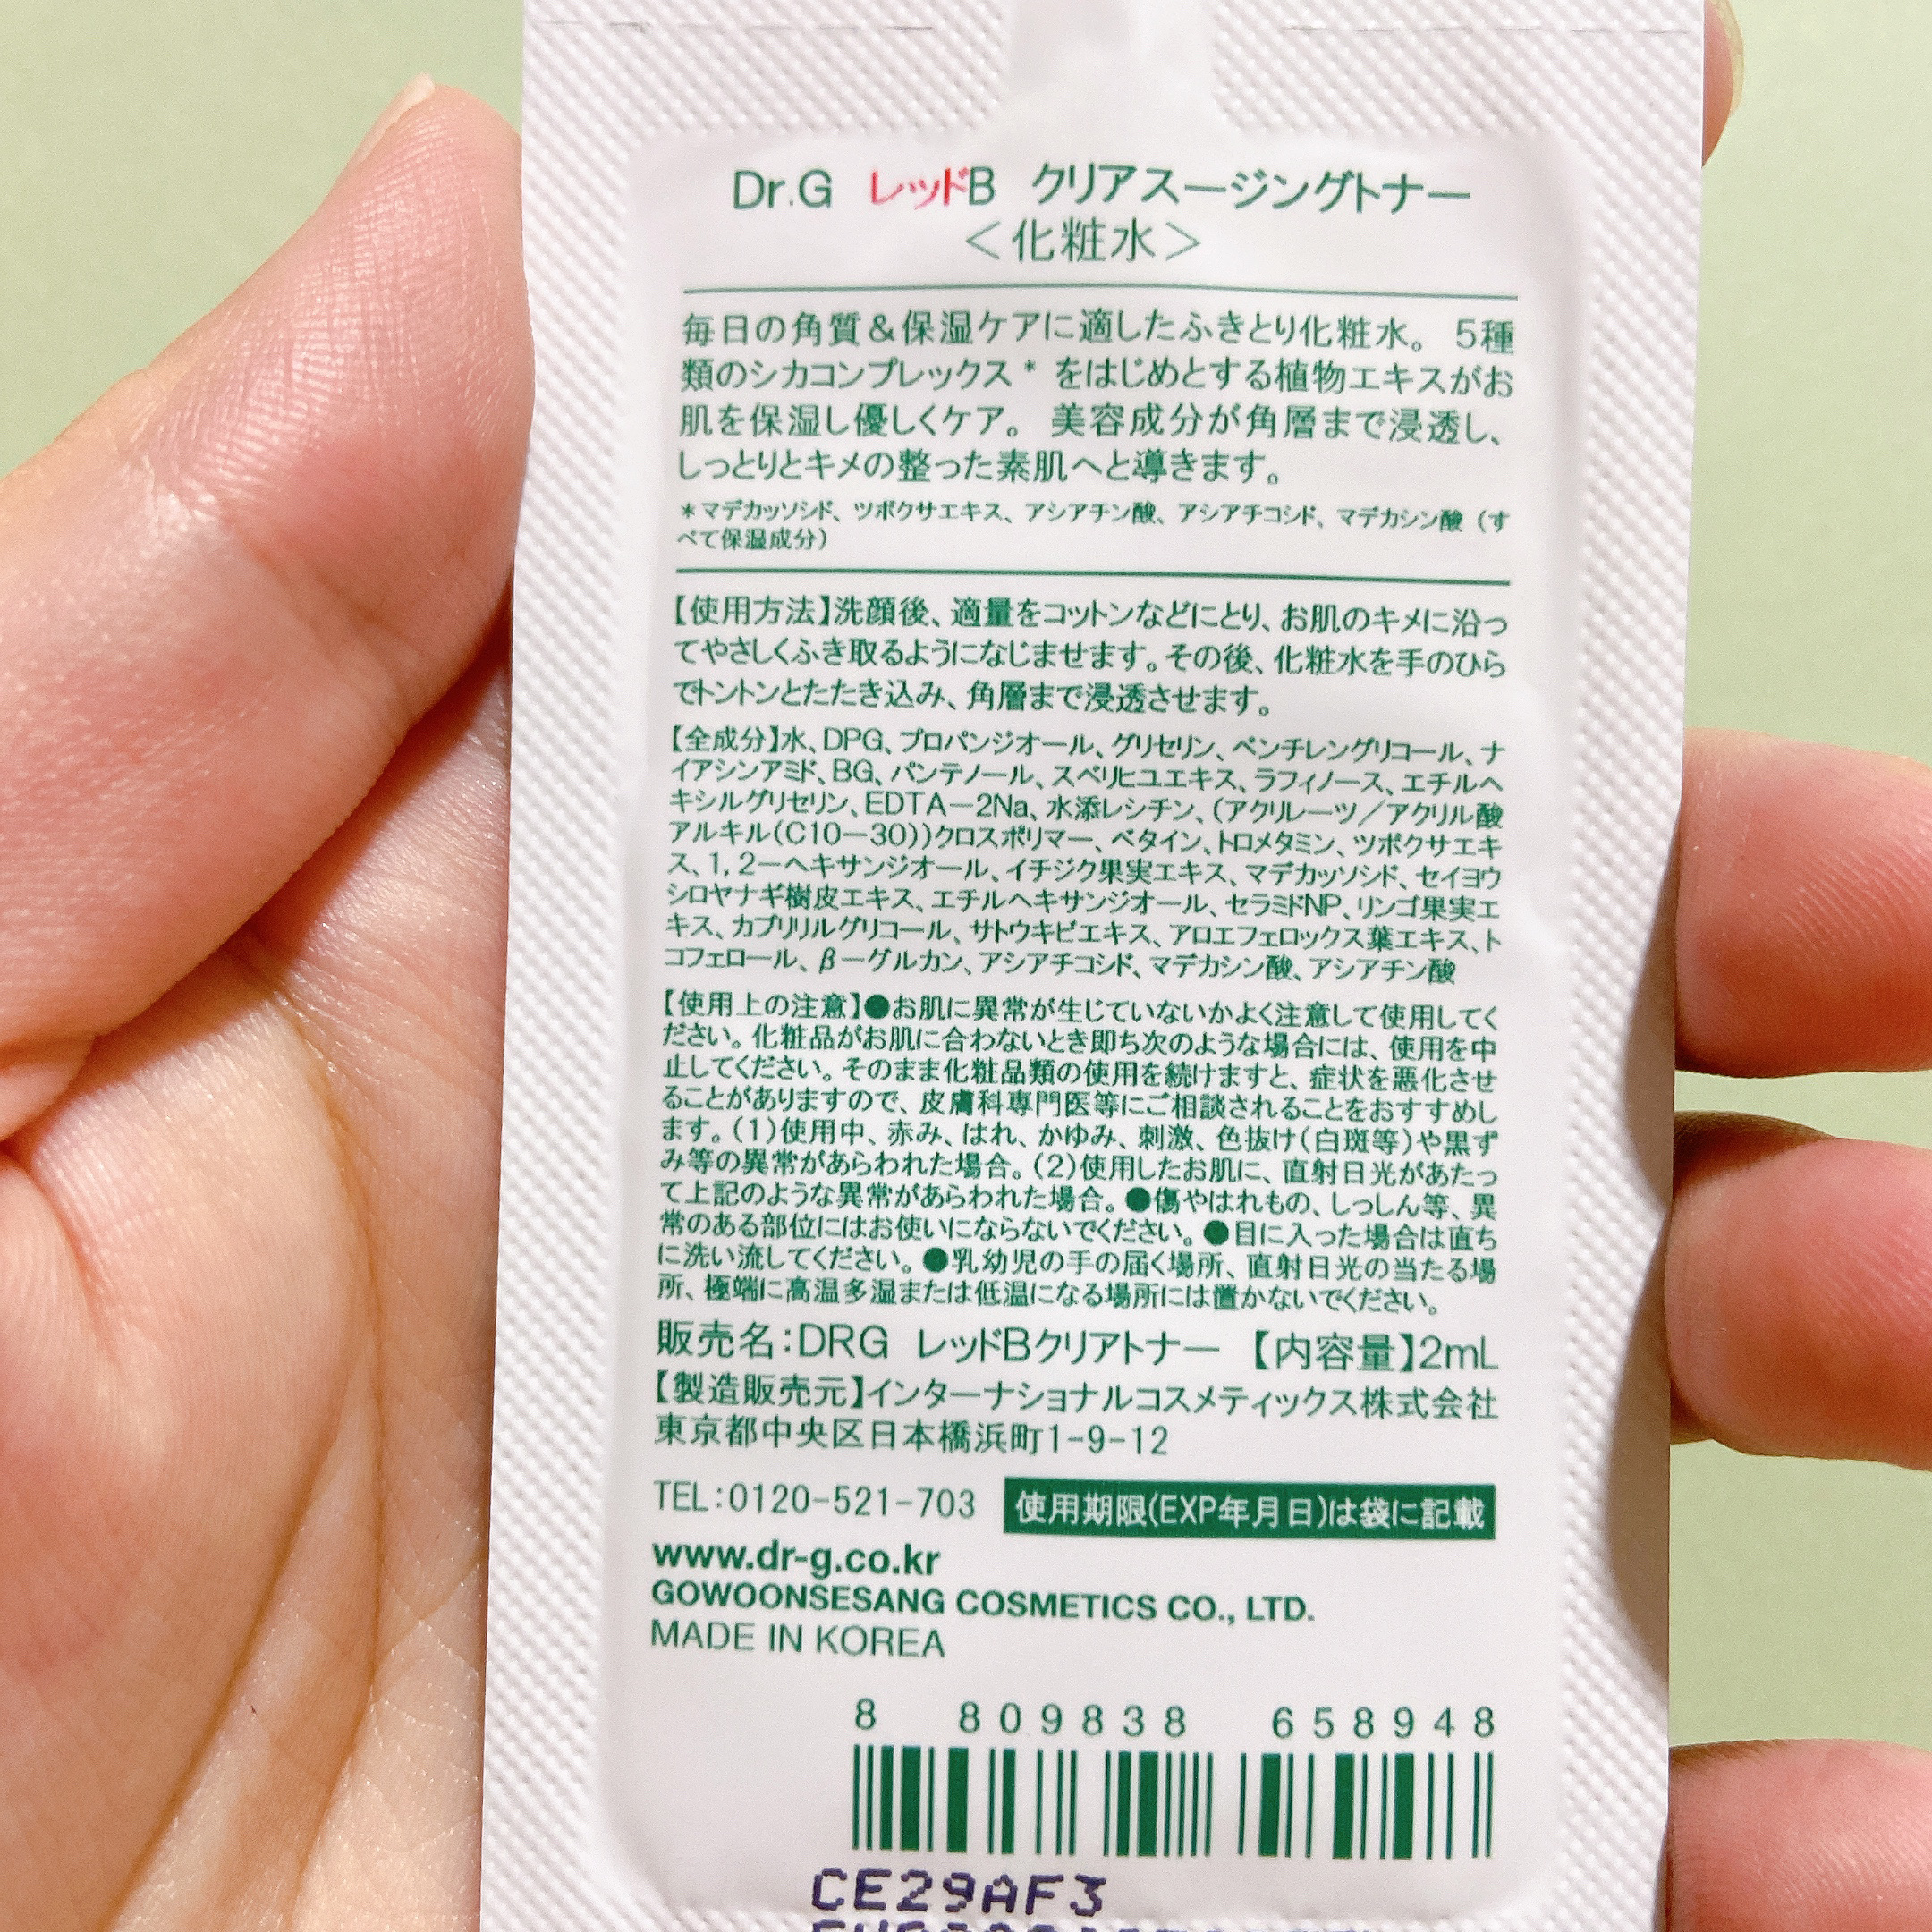 Dr.G レッドB クリアスージングトナー
＜化粧水＞
毎日の角質＆保湿ケアに適したふきとり化粧水。 5種
類のシカコンプレックス＊ をはじめとする植物エキスがお
肌を保湿し優しくケア。 美容成分が角層まで浸透し、
しっとりとキメの整った素肌へと導きます。
＊マデカッソシド、ツボクサエキス、アシアチン酸、アシアチコシド、マデカシン酸（す
べて保湿成分）
【使用方法】洗顔後、適量をコットンなどにとり、お肌のキメに沿っ
てやさしくふき取るようになじませます。その後、化粧水を手のひら
でトントンとたたき込み、角層まで浸透させます。
【全成分】水、DPG、プロパンジオール、グリセリン、ペンチレングリコール、ナ
イアシンアミド、BG、パンテノール、スベリヒユエキス、ラフィノース、エチルヘ
キシルグリセリン、EDTA－2Na、水添レシチン、(アクリレーツ／アクリル酸
アルキル(C10－30))クロスポリマー、ベタイン、トロメタミン、ツボクサエキ
ス、1,2－ヘキサンジオール、イチジク果実エキス、マデカッソシド、セイヨウ
シロヤナギ樹皮エキス、エチルヘキサンジオール、セラミドNP、リンゴ果実エ
キス、カプリリルグリコール、サトウキビエキス、アロエフェロックス葉エキス、ト
コフェロール、β－グルカン、アシアチコシド、マデカシン酸、アシアチン酸
【使用上の注意】●お肌に異常が生じていないかよく注意して使用してく
ださい。化粧品がお肌に合わないとき即ち次のような場合には、使用を中
止してください。そのまま化粧品類の使用を続けますと、症状を悪化させ
ることがありますので、皮膚科専門医等にご相談されることをおすすめし
ます。(1)使用中、赤み、はれ、かゆみ、刺激、色抜け(白斑等)や黒ず
み等の異常があらわれた場合。(2)使用したお肌に、直射日光があたっ
て上記のような異常があらわれた場合。●傷やはれもの、しっしん等、異
常のある部位にはお使いにならないでください。●目に入った場合は直ち
に洗い流してください。●乳幼児の手の届く場所、直射日光の当たる場
所、極端に高温多湿または低温になる場所には置かないでください。
販売名：DRG レッドBクリアトナー 【内容量】2mL
【製造販売元】インターナショナルコスメティックス株式会社
東京都中央区日本橋浜町1-9-12
TEL：0120-521-703 使用期限(EXP年月日)は袋に記載
www.dr-g.co.kr
GOWOONSESANG COSMETICS CO., LTD.
MADE IN KOREA
8 809838 658948
CE29AF3